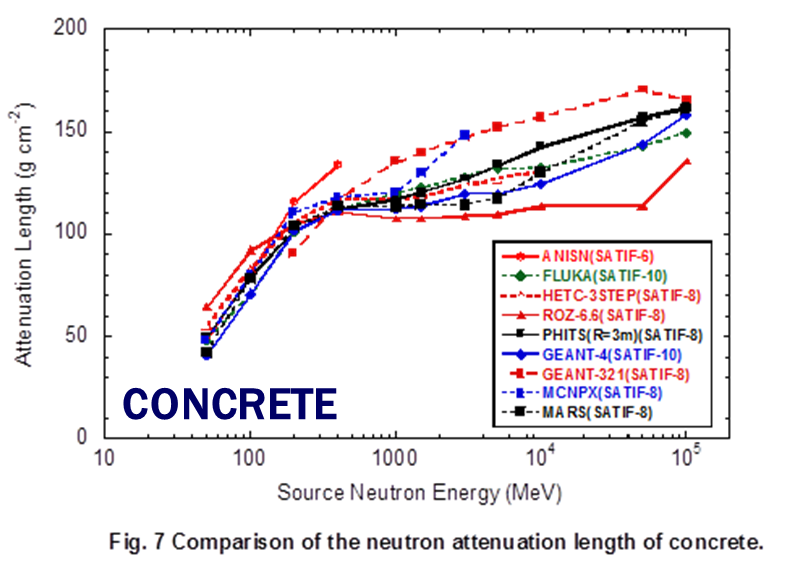 200
150
100
50
0
Attenuation Length (g cm⁻²)
CONCRETE
ANISN(SATIF-6)
FLUKA(SATIF-10)
HETC-3STEP(SATIF-8)
ROZ-6.6(SATIF-8)
PHITS(R=3m)(SATIF-8)
GEANT-4(SATIF-10)
GEANT-321(SATIF-8)
MCNPX(SATIF-8)
MARS(SATIF-8)
10 100 1000 10⁴ 10⁵
Source Neutron Energy (MeV)
Fig. 7 Comparison of the neutron attenuation length of concrete.